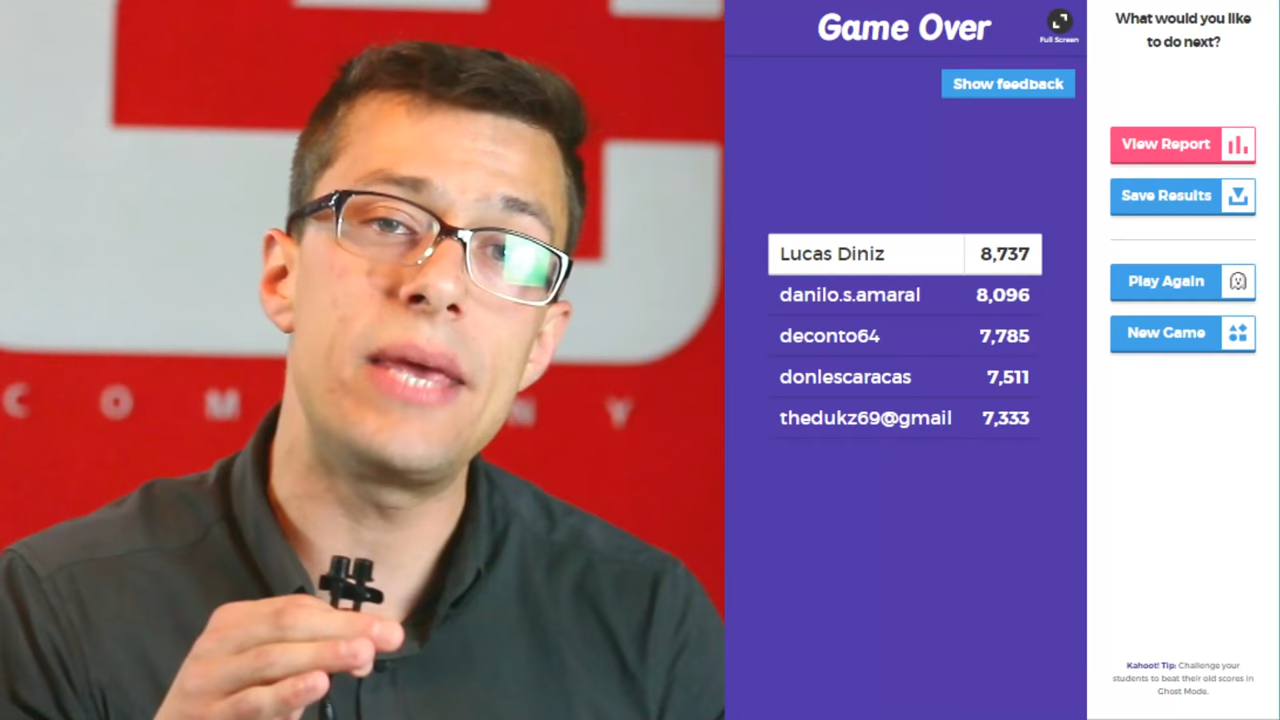 C O M N Y
Game Over
Full Screen
Show feedback
Lucas Diniz 8,737
danilo.s.amaral 8,096
deconto64 7,785
donlescaracas 7,511
thedukz69@gmail 7,333
What would you like
to do next?
View Report
Save Results
Play Again
New Game
Kahoot! Tip: Challenge your
students to beat their old scores in
Ghost Mode.